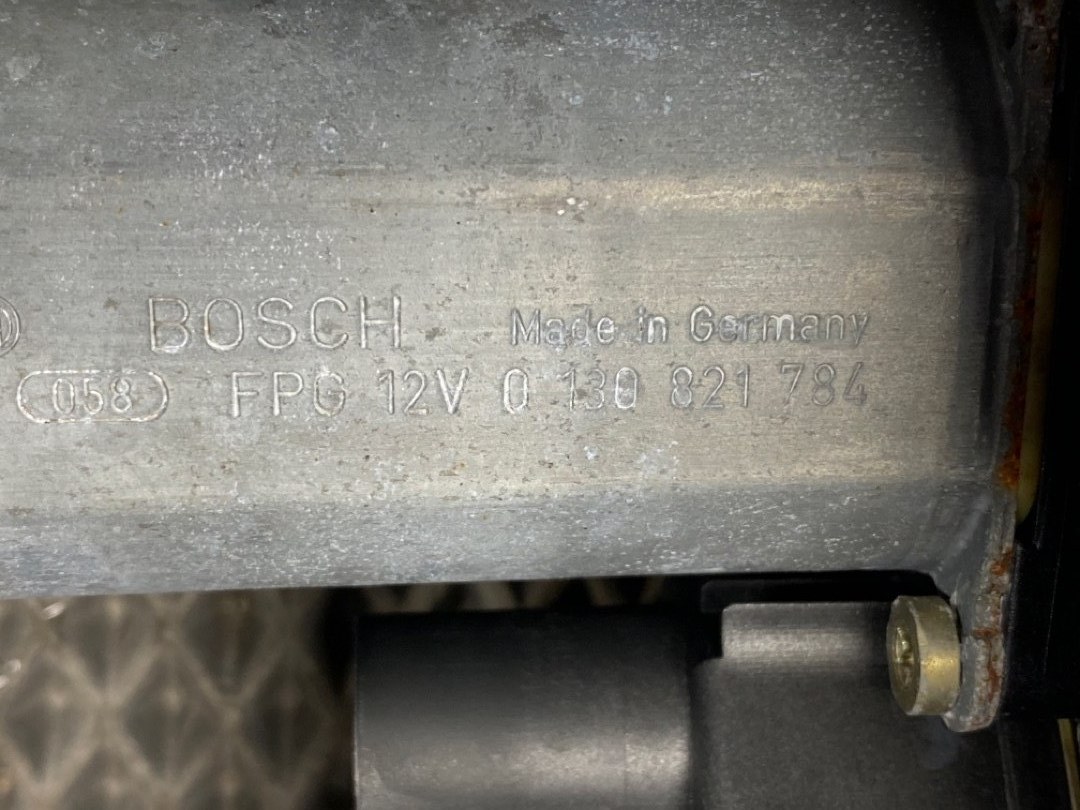 BOSCH Made in Germany
058 FPG 12V 0 130 821 784